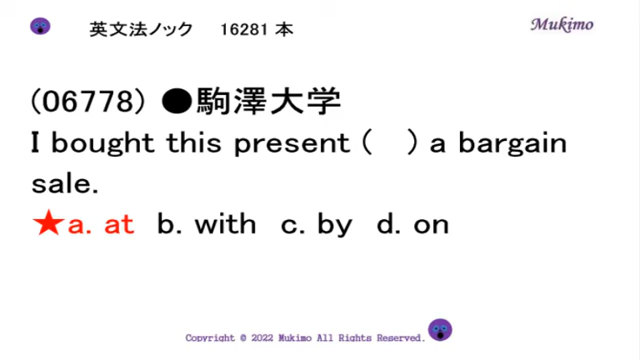 英文法ノック　16281 本
Mukimo
(06778) ●駒澤大学
I bought this present (　) a bargain
sale.
★a. at　b. with　c. by　d. on
Copyright @ 2022 Mukimo All Rights Reserved.